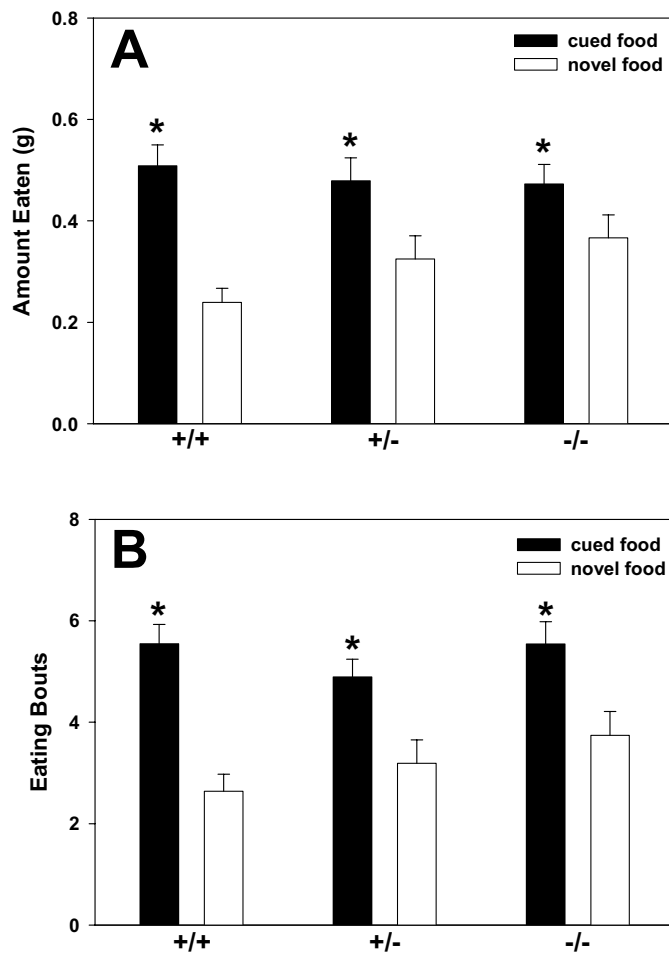 A
cued food
novel food
Amount Eaten (g)
0.8
0.6
0.4
0.2
0.0
*
*
*
+/+
+/-
-/-
B
cued food
novel food
Eating Bouts
8
6
4
2
0
*
*
*
+/+
+/-
-/-